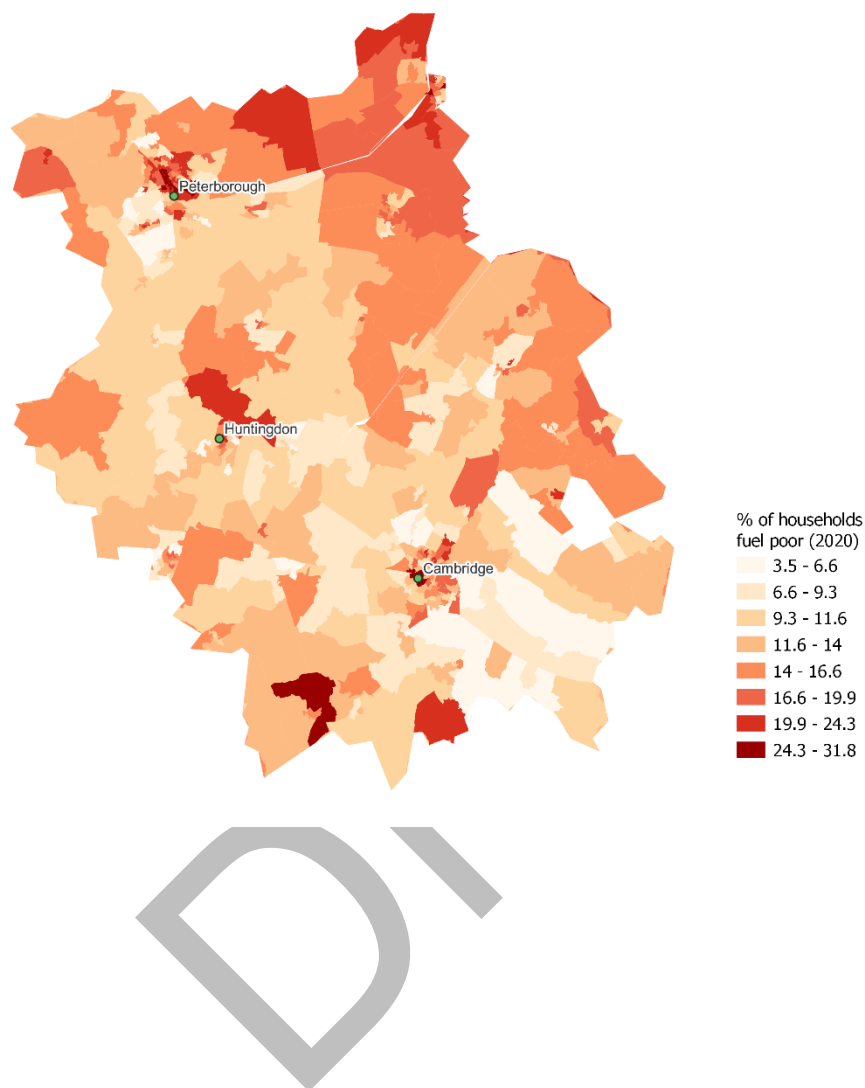 Peterborough
Huntingdon
Cambridge
% of households
fuel poor (2020)
3.5 - 6.6
6.6 - 9.3
9.3 - 11.6
11.6 - 14
14 - 16.6
16.6 - 19.9
19.9 - 24.3
24.3 - 31.8